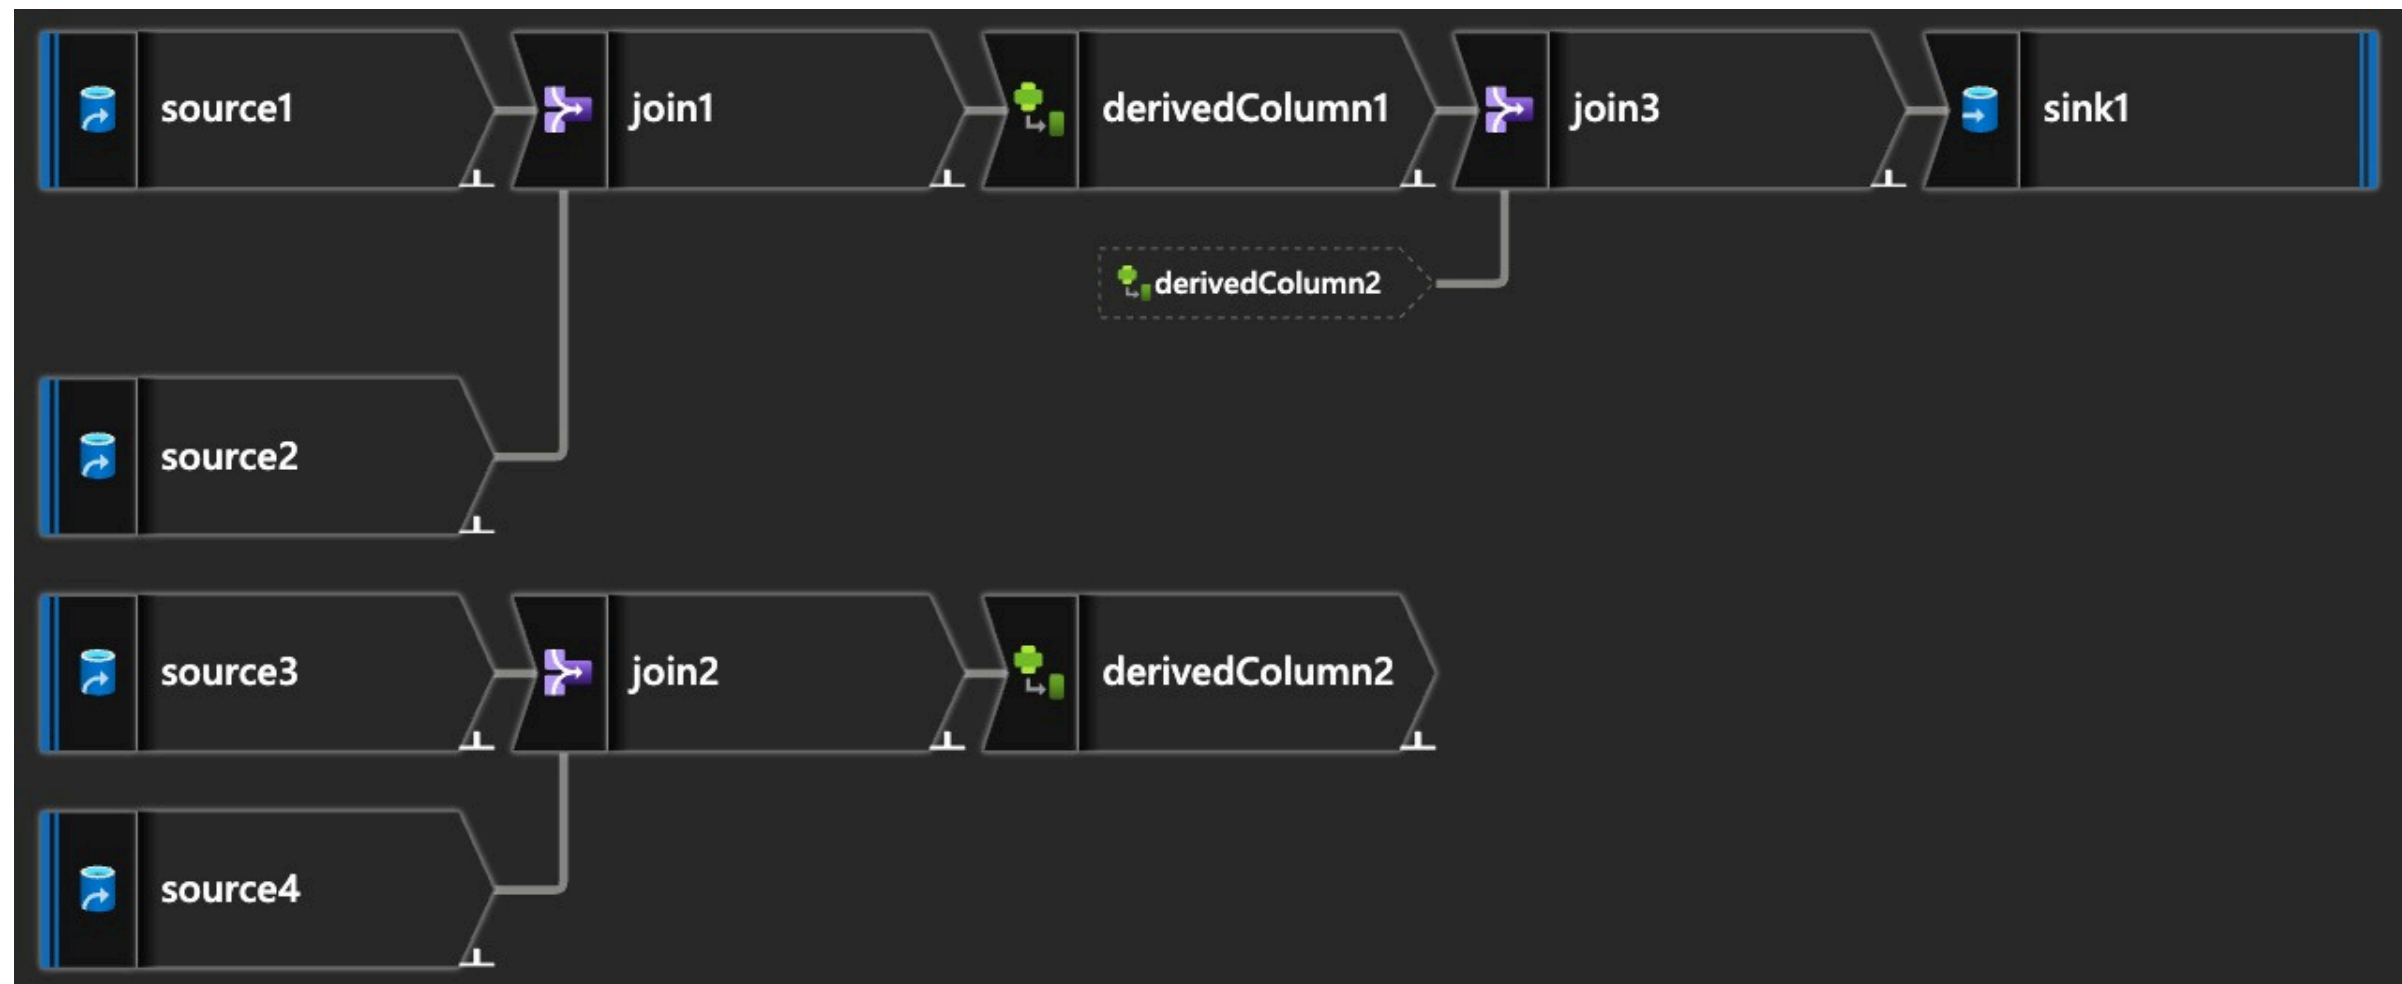 source1
join1
derivedColumn1
join3
sink1
derivedColumn2
source2
source3
join2
derivedColumn2
source4